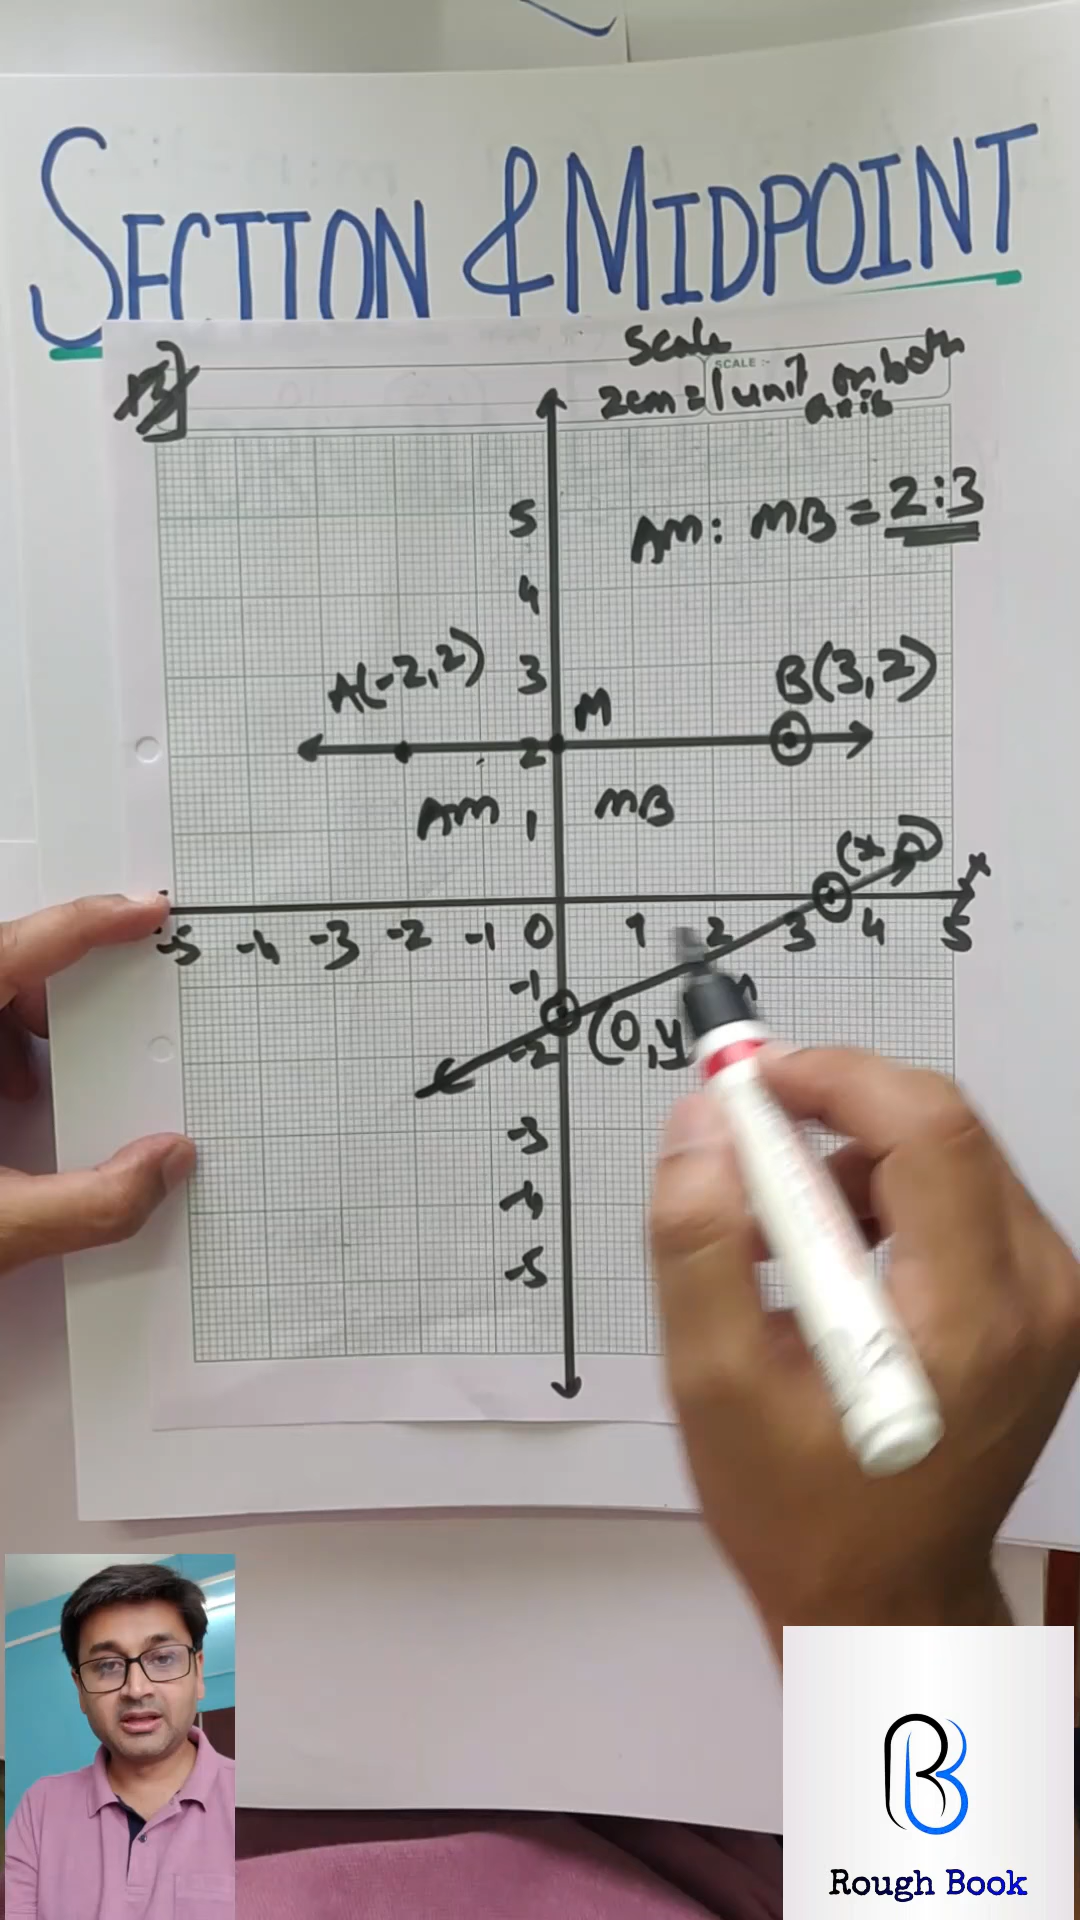 SECTION & MIDPOINT
Scale
SCALE :-
2cm = 1 unit on both
axis
5
AM : MB = 2:3
4
A(-2,2)
3
B(3,2)
M
2
AM
1
MB
(x,0)
x
-5 -4 -3 -2 -1 0 1 2 3 4 5
-1
(0,y
-2
-3
-4
-5
B
Rough Book